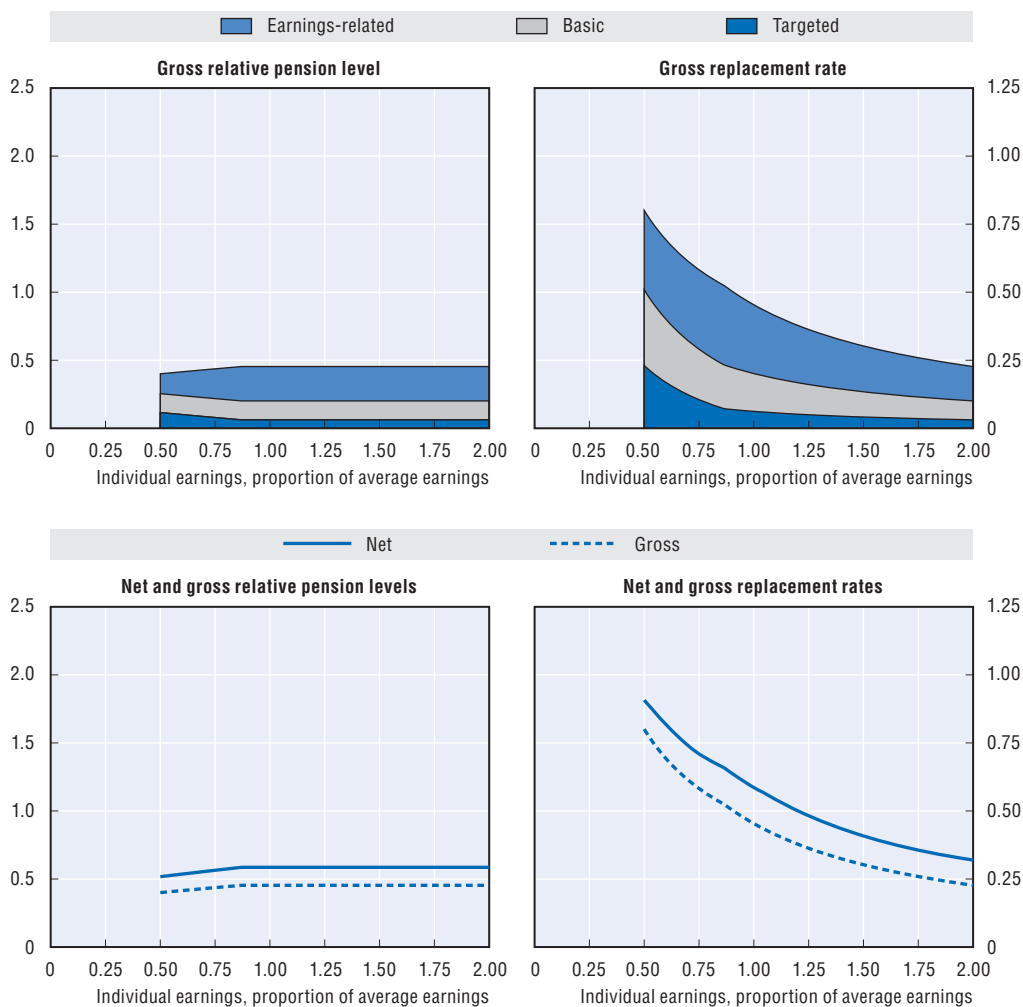 Earnings-related Basic Targeted
Gross relative pension level Gross replacement rate
2.5 1.25
2.0 1.00
1.5 0.75
1.0 0.50
0.5 0.25
0 0
0 0.25 0.50 0.75 1.00 1.25 1.50 1.75 2.00 0 0.25 0.50 0.75 1.00 1.25 1.50 1.75 2.00
Individual earnings, proportion of average earnings Individual earnings, proportion of average earnings
Net Gross
Net and gross relative pension levels Net and gross replacement rates
2.5 1.25
2.0 1.00
1.5 0.75
1.0 0.50
0.5 0.25
0 0
0 0.25 0.50 0.75 1.00 1.25 1.50 1.75 2.00 0 0.25 0.50 0.75 1.00 1.25 1.50 1.75 2.00
Individual earnings, proportion of average earnings Individual earnings, proportion of average earnings